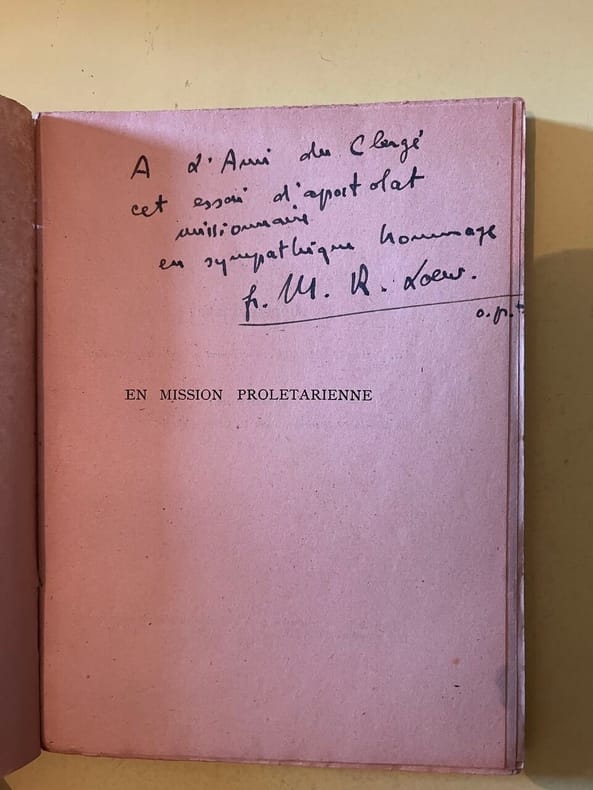 A L'Ami du Clergé
cet essai d'apostolat
missionnaire
en sympathique hommage
fr. M. R. Loew.
o.p.
EN MISSION PROLETARIENNE